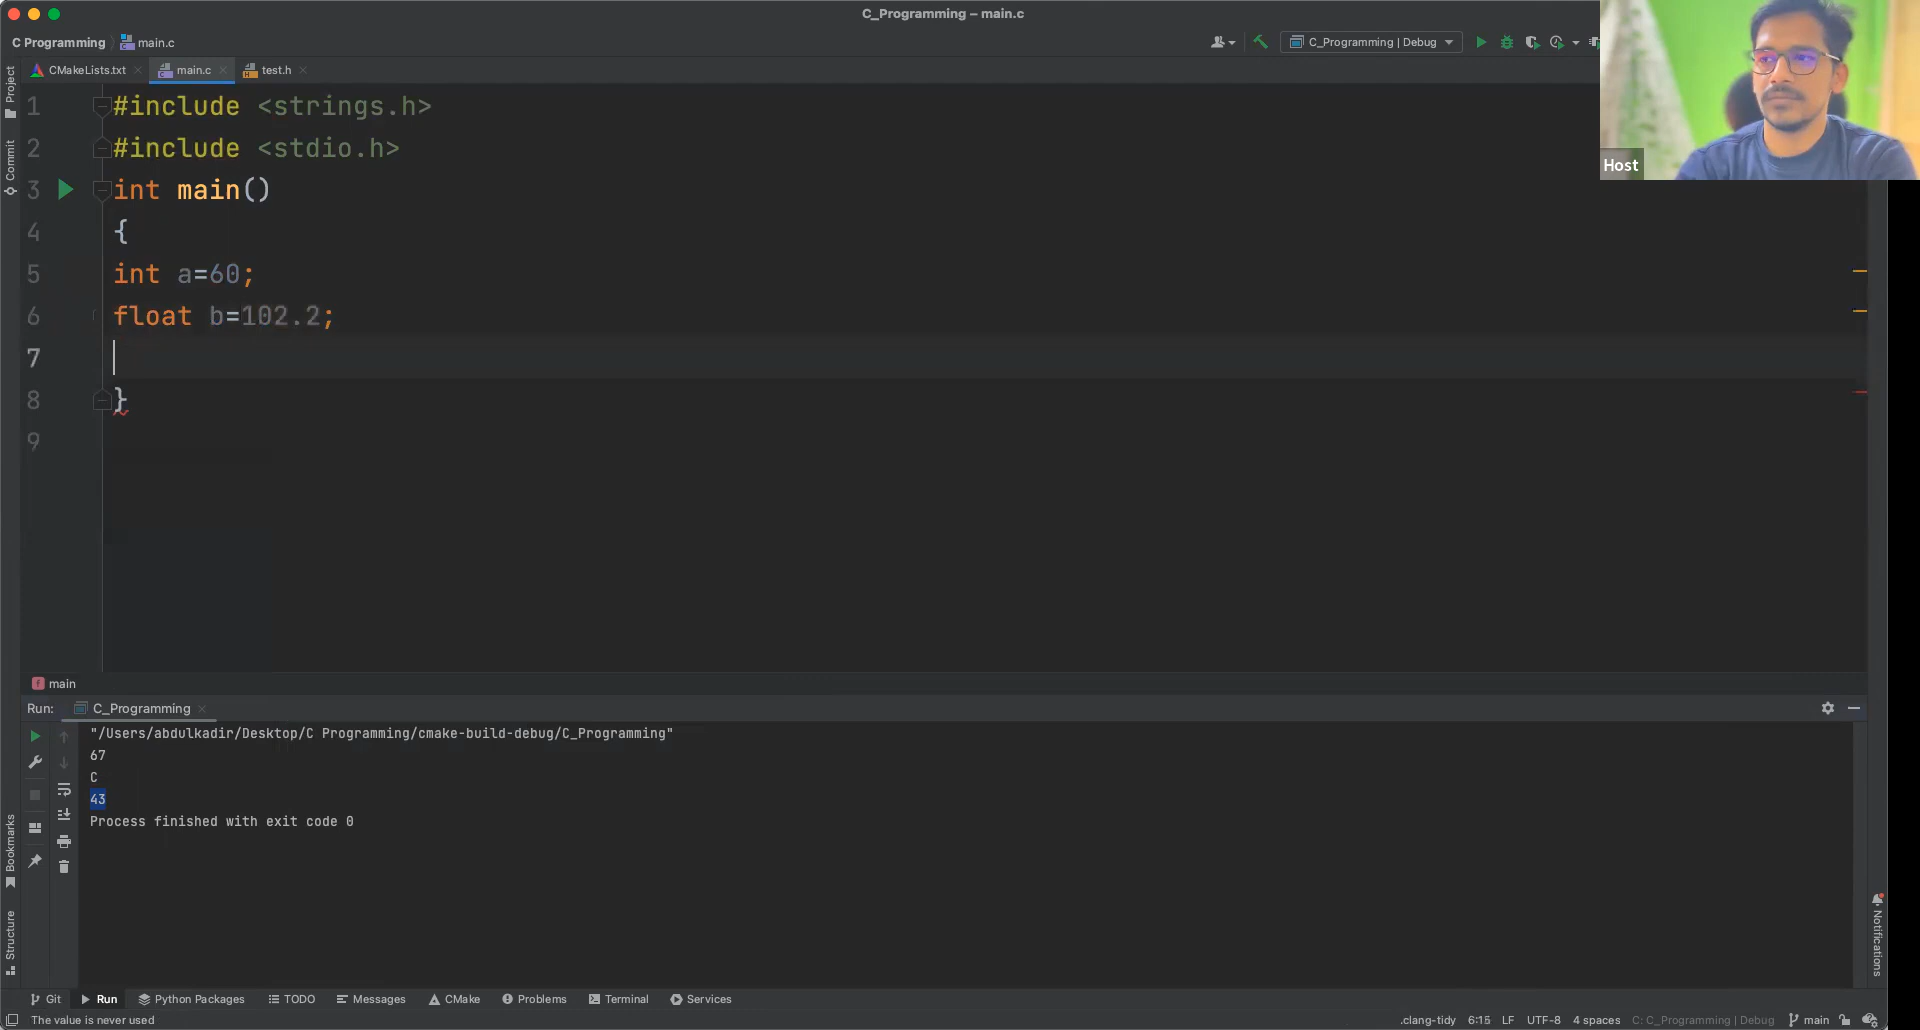 C_Programming – main.c
C Programming main.c
C_Programming | Debug
CMakeLists.txt main.c test.h
Project
Commit
Bookmarks
Structure
1 #include <strings.h>
2 #include <stdio.h>
3 int main()
4 {
5 int a=60;
6 float b=102.2;
7
8 }
9
Host
main
Run: C_Programming
"/Users/abdulkadir/Desktop/C Programming/cmake-build-debug/C_Programming"
67
C
43
Process finished with exit code 0
Notifications
Git Run Python Packages TODO Messages CMake Problems Terminal Services
The value is never used .clang-tidy 6:15 LF UTF-8 4 spaces C: C_Programming | Debug main